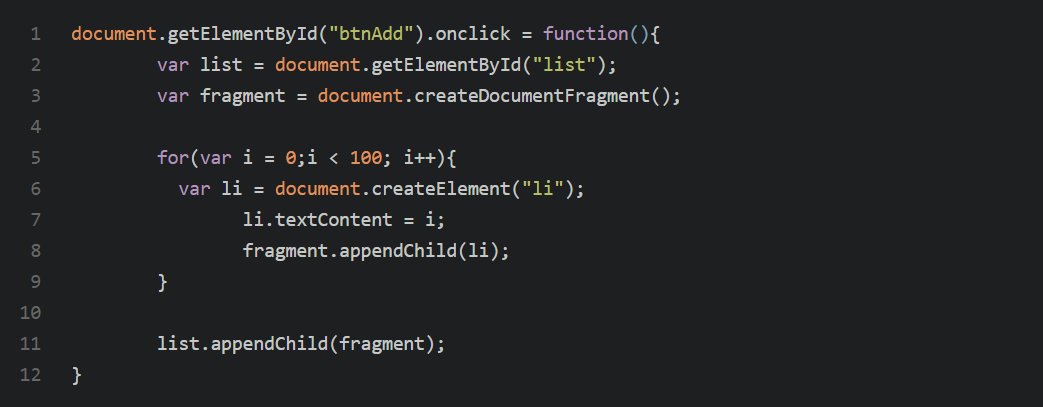 1 document.getElementById("btnAdd").onclick = function(){
2         var list = document.getElementById("list");
3         var fragment = document.createDocumentFragment();
4
5         for(var i = 0;i < 100; i++){
6           var li = document.createElement("li");
7                 li.textContent = i;
8                 fragment.appendChild(li);
9         }
10
11         list.appendChild(fragment);
12 }